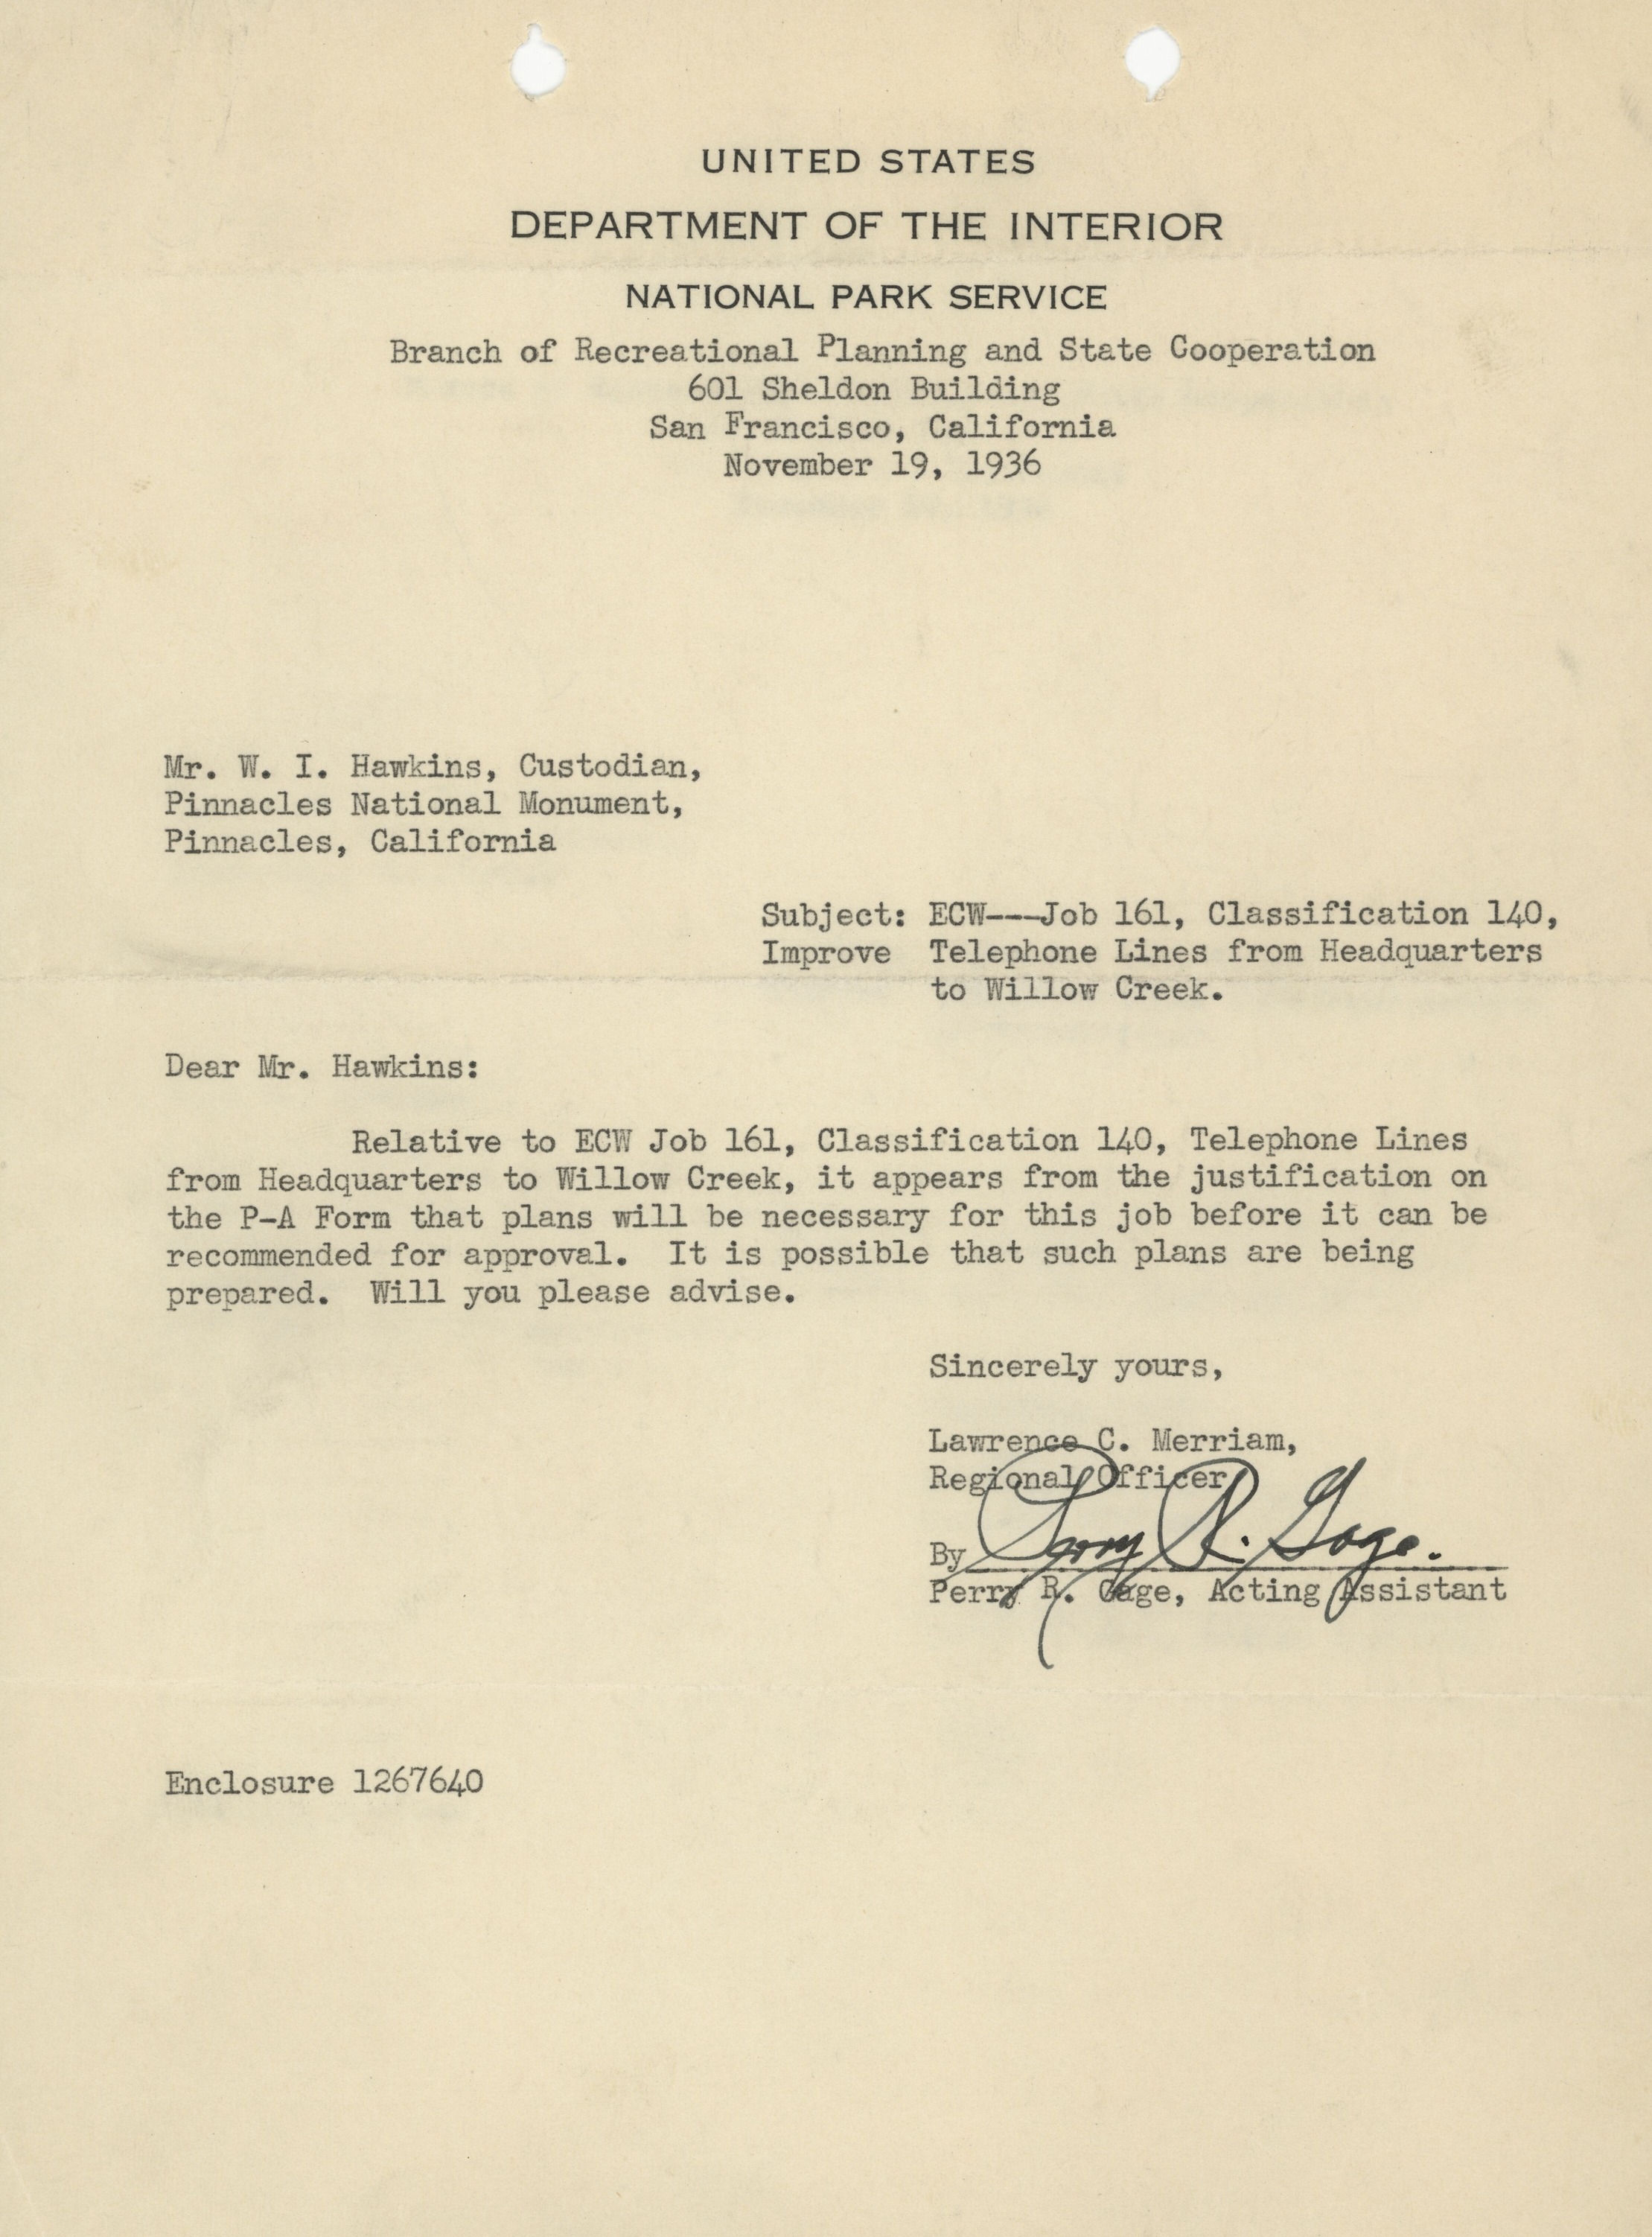 UNITED STATES
DEPARTMENT OF THE INTERIOR
NATIONAL PARK SERVICE
Branch of Recreational Planning and State Cooperation
601 Sheldon Building
San Francisco, California
November 19, 1936
Mr. W. I. Hawkins, Custodian,
Pinnacles National Monument,
Pinnacles, California
Subject: ECW---Job 161, Classification 140,
Improve Telephone Lines from Headquarters
to Willow Creek.
Dear Mr. Hawkins:
Relative to ECW Job 161, Classification 140, Telephone Lines
from Headquarters to Willow Creek, it appears from the justification on
the P-A Form that plans will be necessary for this job before it can be
recommended for approval. It is possible that such plans are being
prepared. Will you please advise.
Sincerely yours,
Lawrence C. Merriam,
Regional Officer
By Perry R. Gage.
Perry R. Gage, Acting Assistant
Enclosure 1267640